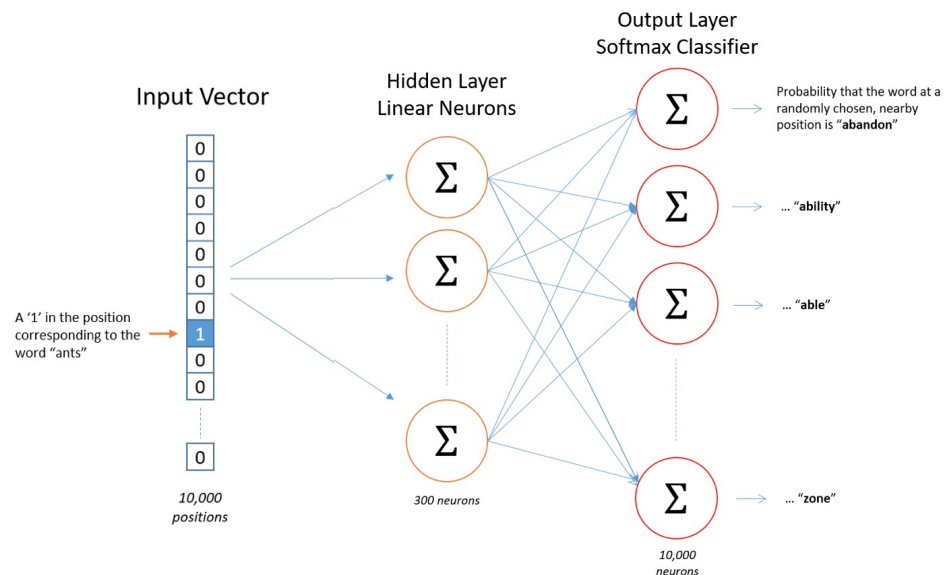 Input Vector
0
0
0
0
0
0
0
1
0
0
0
10,000
positions
A ‘1’ in the position
corresponding to the
word “ants”
Hidden Layer
Linear Neurons
Σ
Σ
Σ
300 neurons
Output Layer
Softmax Classifier
Σ
Σ
Σ
Σ
10,000
neurons
Probability that the word at a
randomly chosen, nearby
position is “abandon”
... “ability”
... “able”
... “zone”